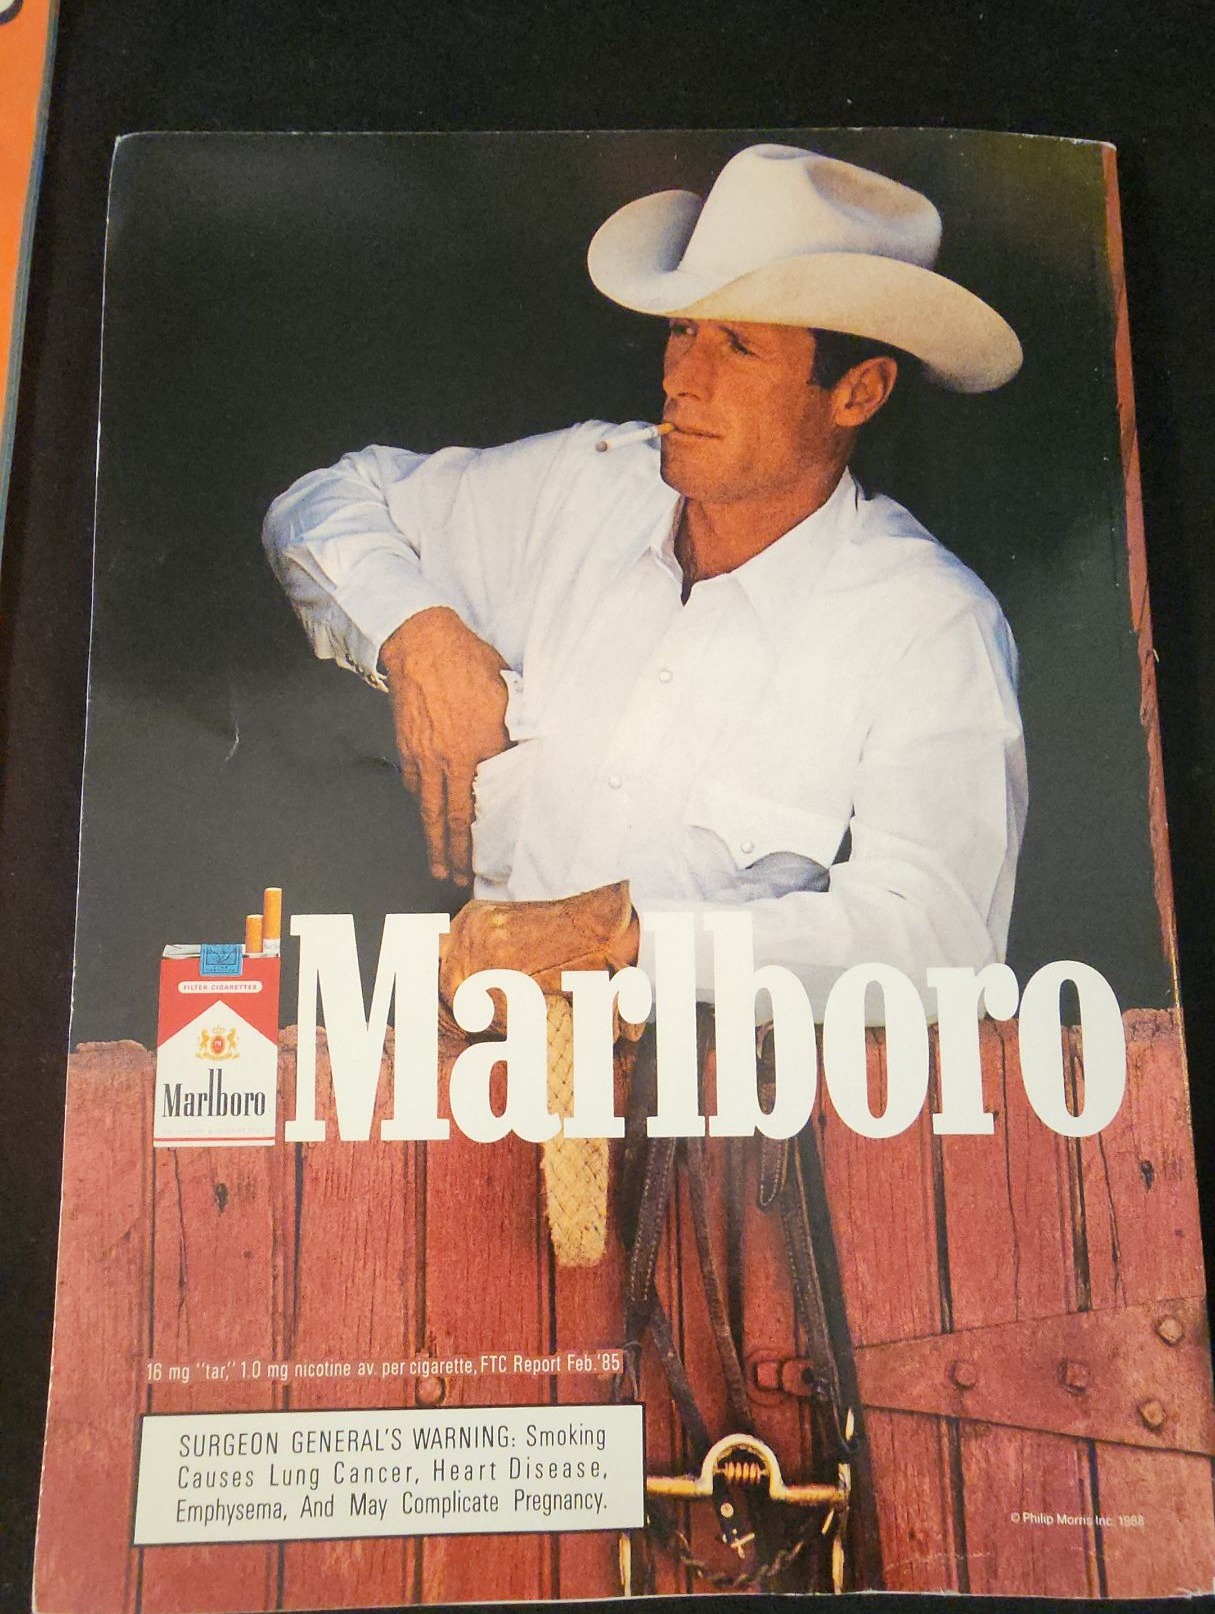 FILTER CIGARETTES
Marlboro
Marlboro
16 mg "tar," 1.0 mg nicotine av. per cigarette, FTC Report Feb.'85
SURGEON GENERAL'S WARNING: Smoking
Causes Lung Cancer, Heart Disease,
Emphysema, And May Complicate Pregnancy.
© Philip Morris Inc. 1988